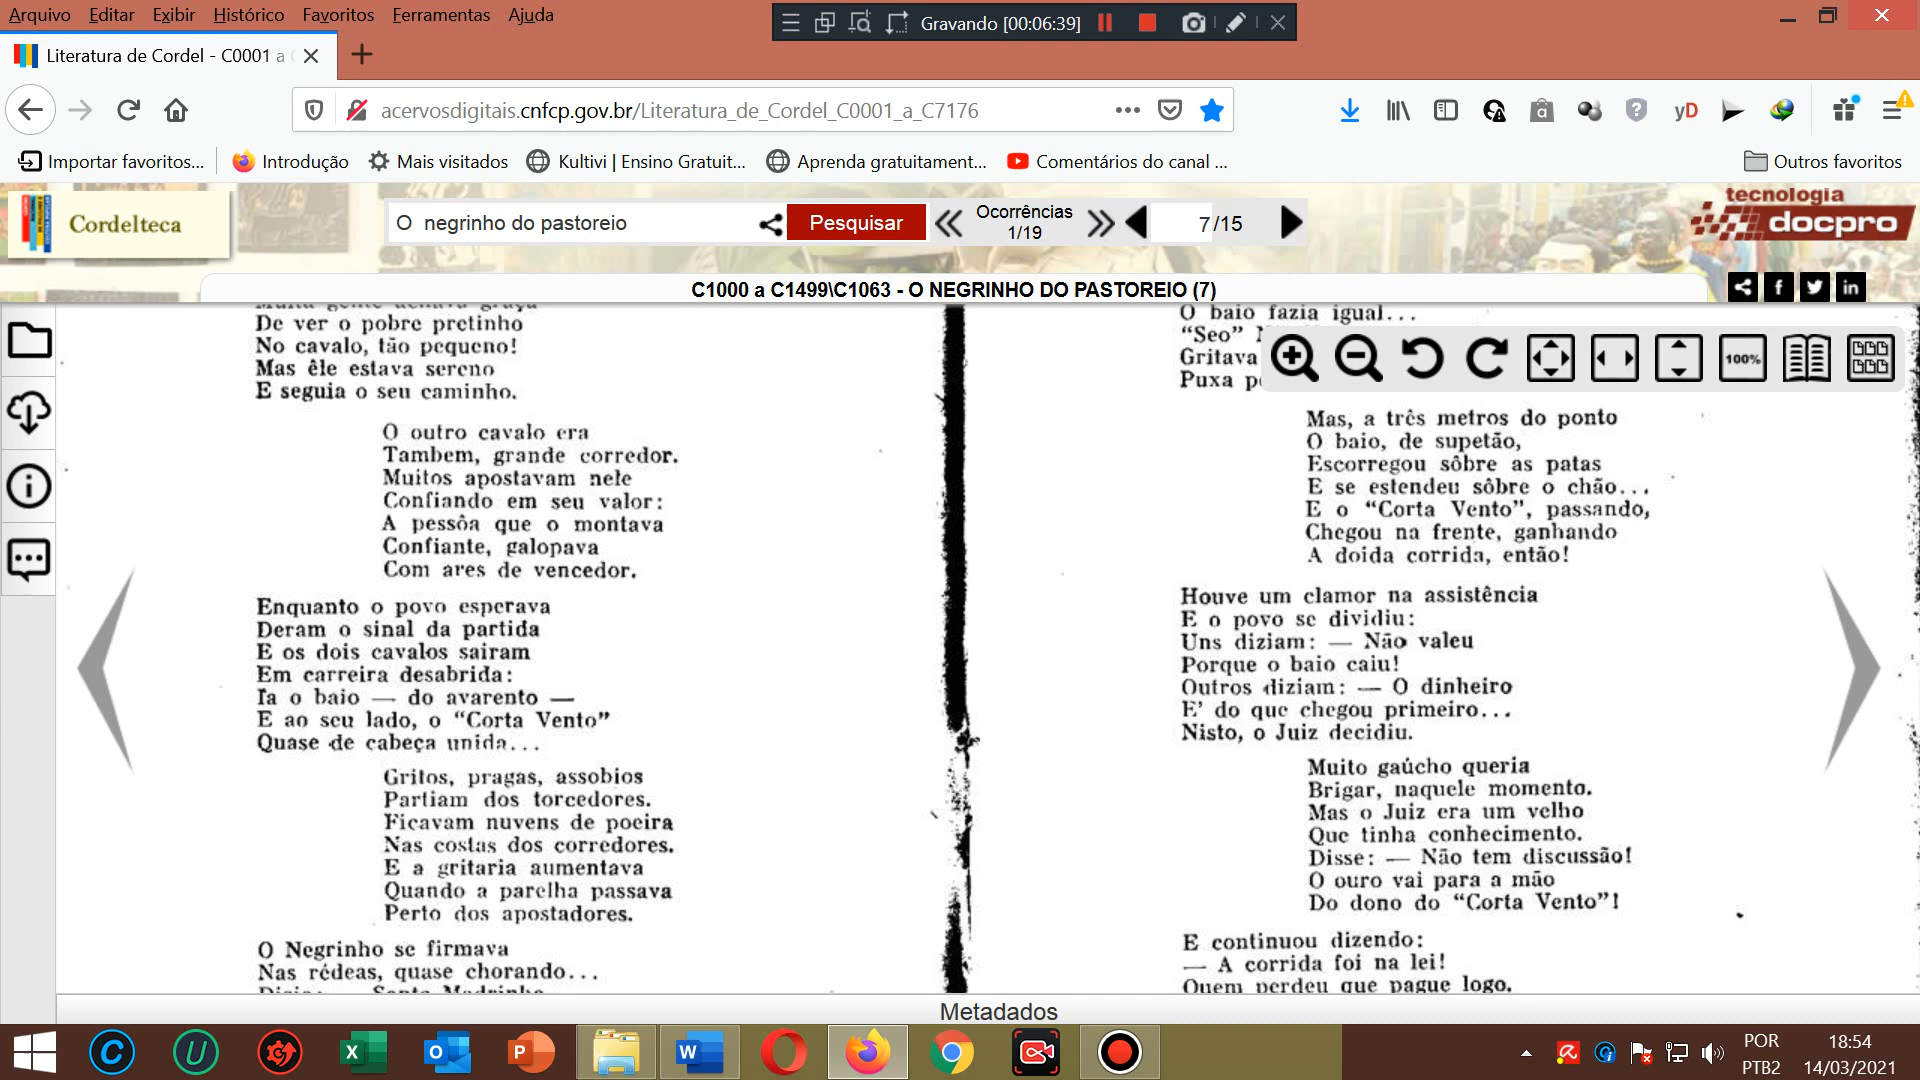 Arquivo Editar Exibir Histórico Favoritos Ferramentas Ajuda
Gravando [00:06:39]
Literatura de Cordel - C0001 a
acervosdigitais.cnfcp.gov.br/Literatura_de_Cordel_C0001_a_C7176
Importar favoritos... Introdução Mais visitados Kultivi | Ensino Gratuit... Aprenda gratuitament... Comentários do canal ... Outros favoritos
Cordelteca
O negrinho do pastoreio
Pesquisar
Ocorrências
1/19
7 /15
tecnologia
docpro
C1000 a C1499\C1063 - O NEGRINHO DO PASTOREIO (7)
De ver o pobre pretinho
No cavalo, tão pequeno!
Mas êle estava sereno
E seguia o seu caminho.
O outro cavalo era
Tambem, grande corredor.
Muitos apostavam nele
Confiando em seu valor:
A pessôa que o montava
Confiante, galopava
Com ares de vencedor.
Enquanto o povo esperava
Deram o sinal da partida
E os dois cavalos sairam
Em carreira desabrida:
Ia o baio — do avarento —
E ao seu lado, o “Corta Vento”
Quase de cabeça unida...
Gritos, pragas, assobios
Partiam dos torcedores.
Ficavam nuvens de poeira
Nas costas dos corredores.
E a gritaria aumentava
Quando a parelha passava
Perto dos apostadores.
O Negrinho se firmava
Nas rédeas, quase chorando...
O baio fazia igual...
“Seo”
Gritava
Puxa
100%
Mas, a três metros do ponto
O baio, de supetão,
Escorregou sôbre as patas
E se estendeu sôbre o chão...
E o “Corta Vento”, passando,
Chegou na frente, ganhando
A doida corrida, então!
Houve um clamor na assistência
E o povo se dividiu:
Uns diziam: — Não valeu
Porque o baio caiu!
Outros diziam: — O dinheiro
E' do que chegou primeiro...
Nisto, o Juiz decidiu.
Muito gaúcho queria
Brigar, naquele momento.
Mas o Juiz era um velho
Que tinha conhecimento.
Disse: — Não tem discussão!
O ouro vai para a mão
Do dono do “Corta Vento”!
E continuou dizendo:
— A corrida foi na lei!
Quem perdeu que pague logo.
Metadados
POR
PTB2
18:54
14/03/2021